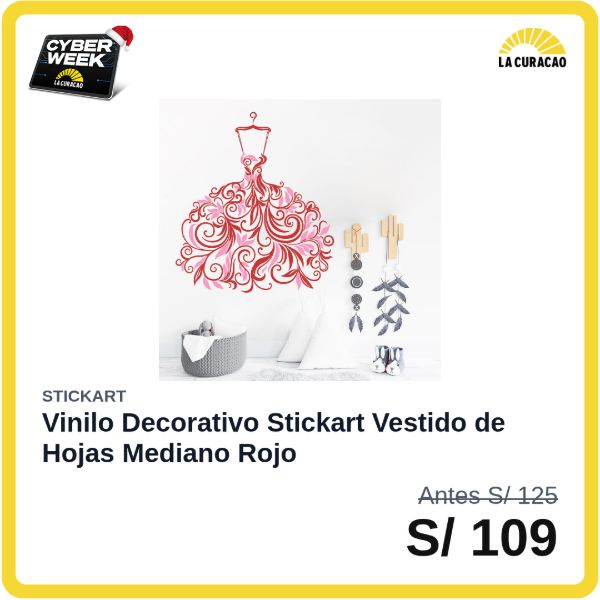 CYBER
WEEK
LA CURACAO
LA CURACAO
STICKART
Vinilo Decorativo Stickart Vestido de
Hojas Mediano Rojo
Antes S/ 125
S/ 109